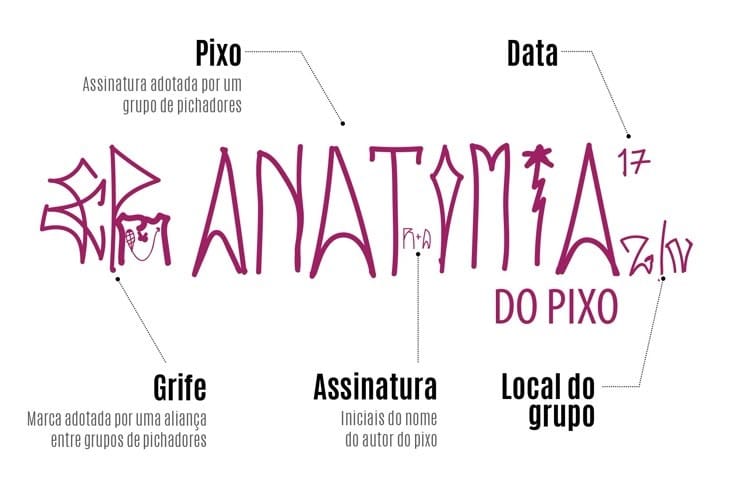 Pixo
Assinatura adotada por um
grupo de pichadores
Data
ANATOMIA
17
R+A
Z/N
DO PIXO
Grife
Marca adotada por uma aliança
entre grupos de pichadores
Assinatura
Iniciais do nome
do autor do pixo
Local do
grupo